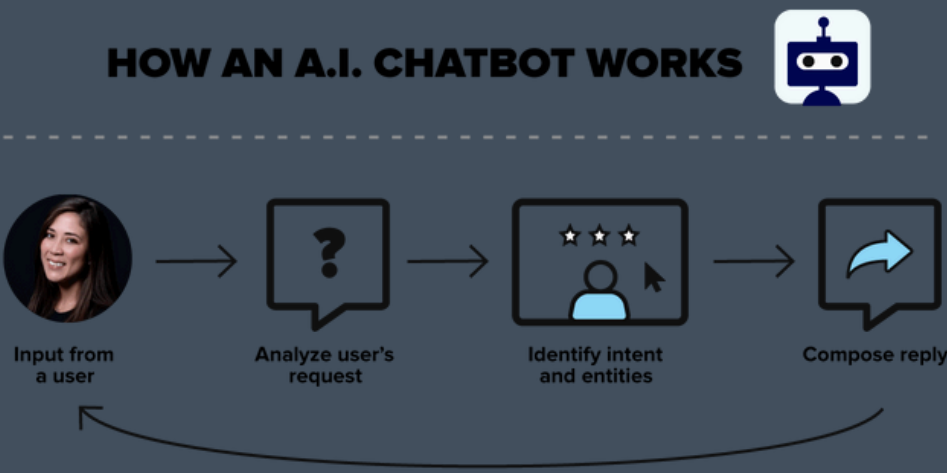 HOW AN A.I. CHATBOT WORKS
?
Input from
a user
Analyze user's
request
Identify intent
and entities
Compose reply